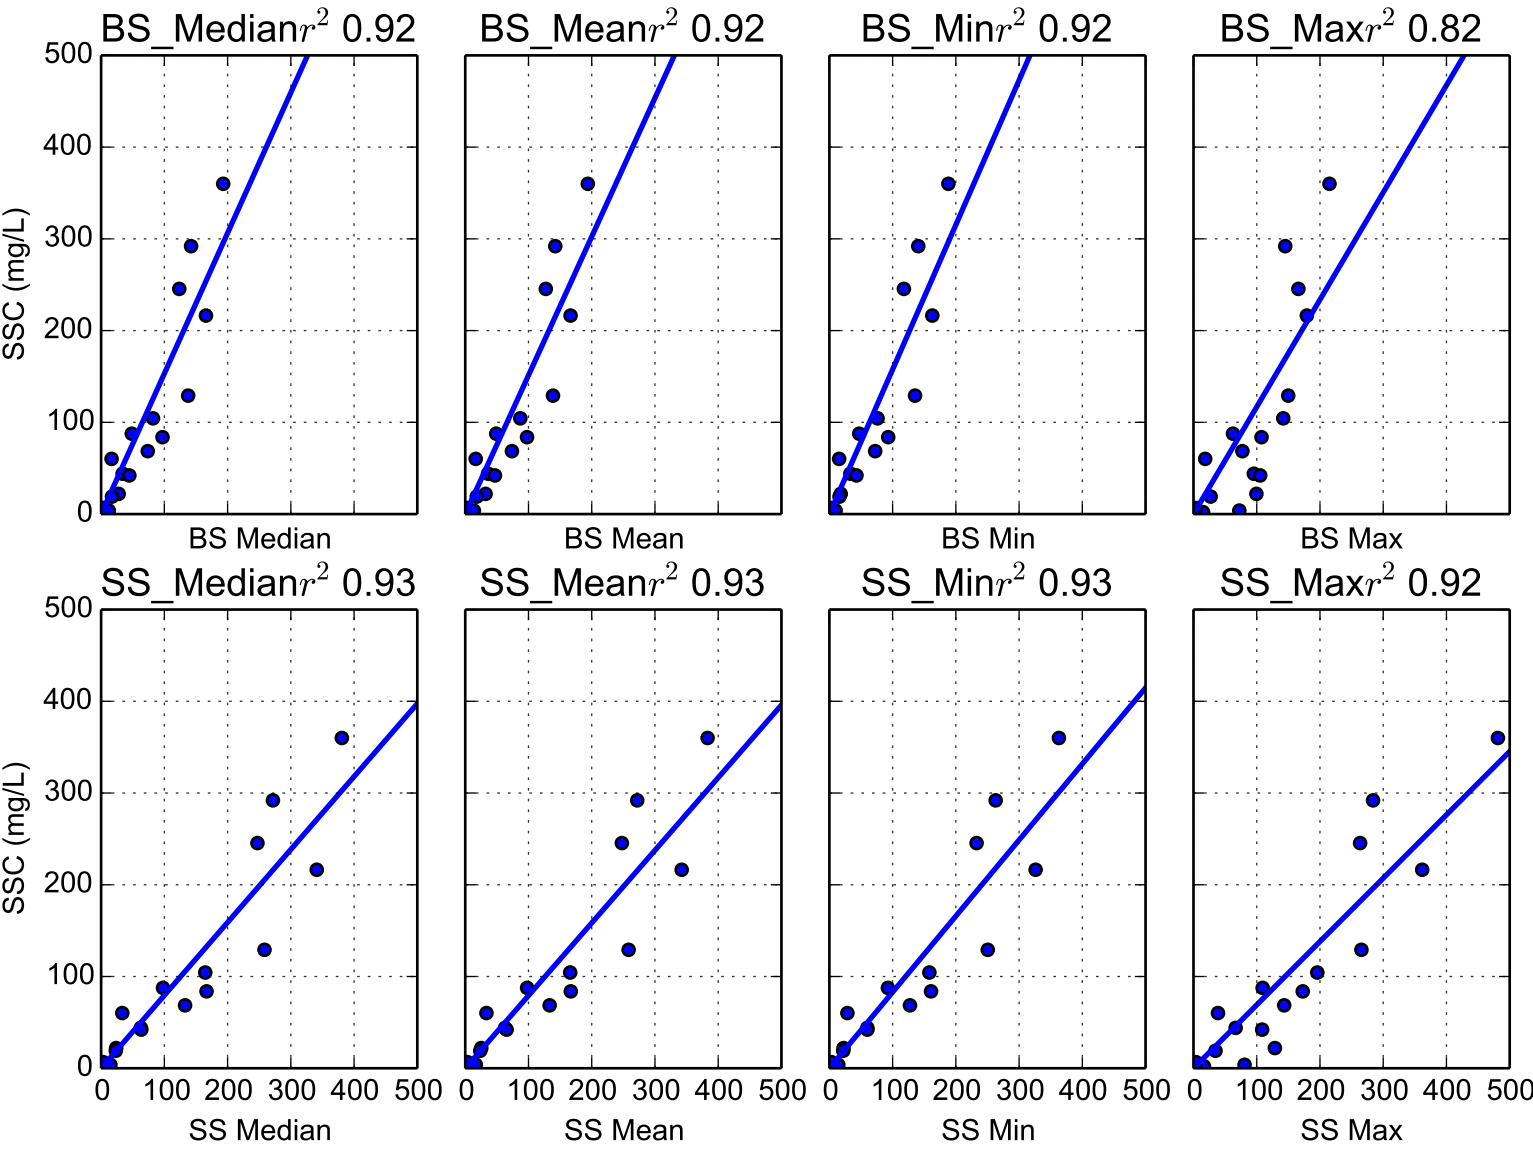 BS_Medianr² 0.92
BS_Meanr² 0.92
BS_Minr² 0.92
BS_Maxr² 0.82
500
400
300
200
100
0
SSC (mg/L)
BS Median
BS Mean
BS Min
BS Max
SS_Medianr² 0.93
SS_Meanr² 0.93
SS_Minr² 0.93
SS_Maxr² 0.92
500
400
300
200
100
0
SSC (mg/L)
0 100 200 300 400 500
0 100 200 300 400 500
0 100 200 300 400 500
0 100 200 300 400 500
SS Median
SS Mean
SS Min
SS Max